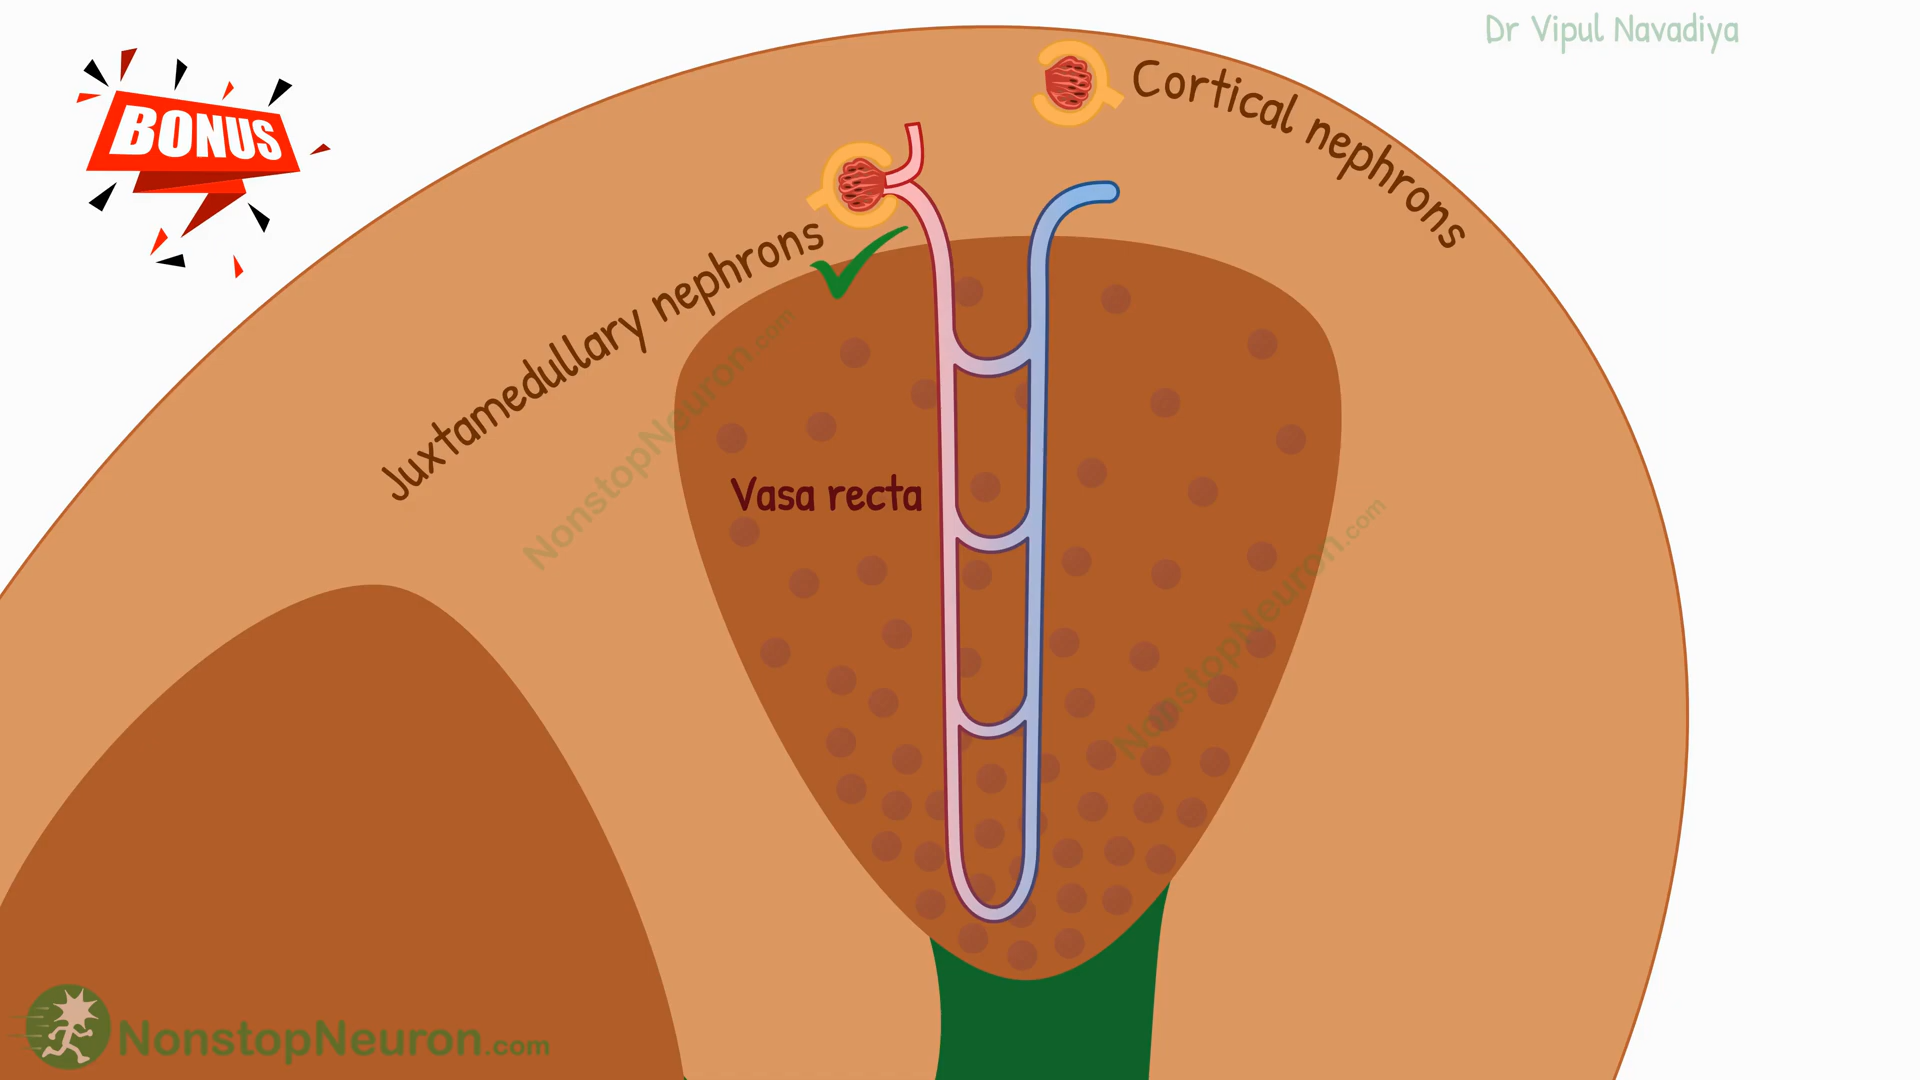 Dr Vipul Navadiya
BONUS
Cortical nephrons
Juxtamedullary nephrons
NonstopNeuron.com
Vasa recta
NonstopNeuron.com
NonstopNeuron.com